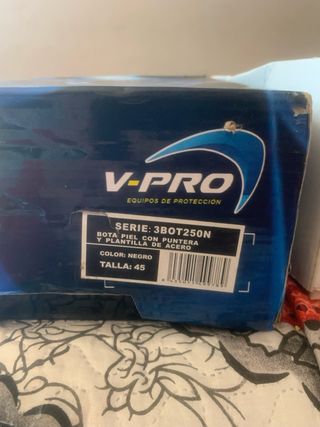 V-PRO
EQUIPOS DE PROTECCIÓN
SERIE: 3BOT250N
BOTA PIEL CON PUNTERA
Y PLANTILLA DE ACERO
COLOR: NEGRO
TALLA: 45